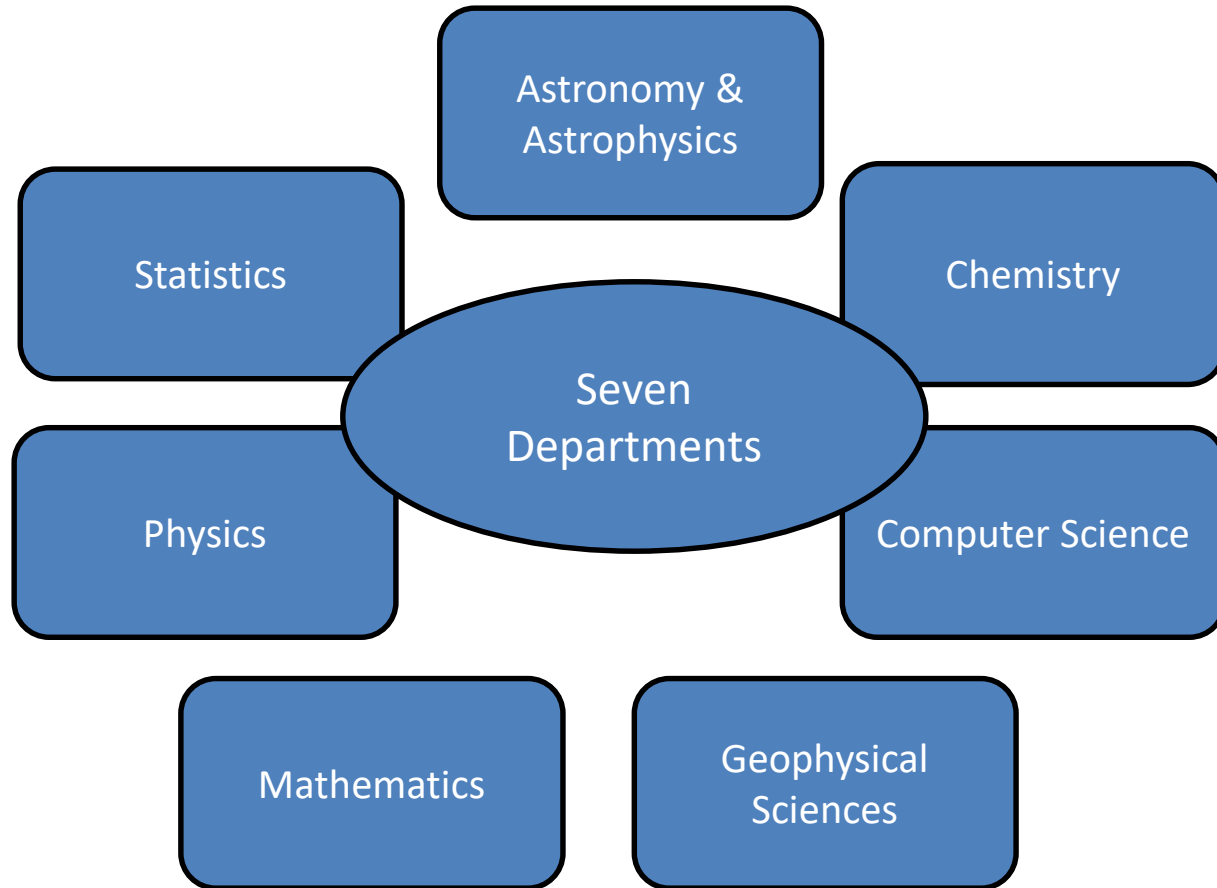 Astronomy &
Astrophysics
Statistics
Chemistry
Seven
Departments
Physics
Computer Science
Mathematics
Geophysical
Sciences